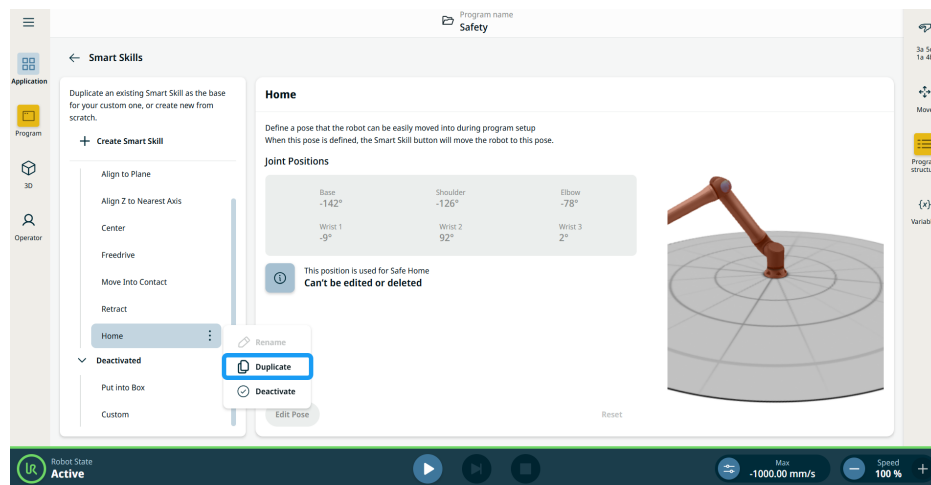 Program name
Safety
Application
Program
3D
Operator
Smart Skills
Duplicate an existing Smart Skill as the base
for your custom one, or create new from
scratch.
Create Smart Skill
Align to Plane
Align Z to Nearest Axis
Center
Freedrive
Move Into Contact
Retract
Home
Deactivated
Put into Box
Custom
Rename
Duplicate
Deactivate
Home
Define a pose that the robot can be easily moved into during program setup
When this pose is defined, the Smart Skill button will move the robot to this pose.
Joint Positions
Base
-142°
Shoulder
-126°
Elbow
-78°
Wrist 1
-9°
Wrist 2
92°
Wrist 3
2°
This position is used for Safe Home
Can't be edited or deleted
Edit Pose
Reset
3a
1a
Move
{x}
UR
Robot State
Active
Max
-1000.00 mm/s
Speed
100 %